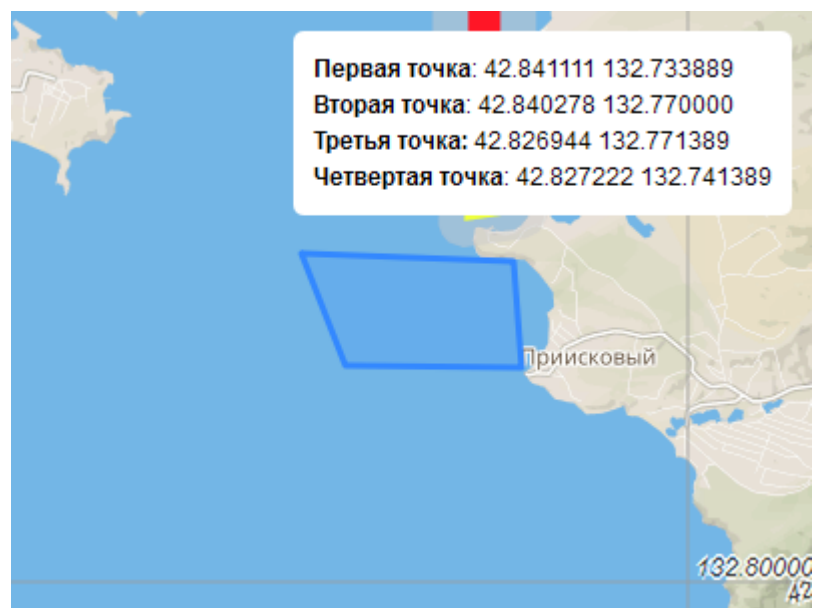 Первая точка: 42.841111 132.733889
Вторая точка: 42.840278 132.770000
Третья точка: 42.826944 132.771389
Четвертая точка: 42.827222 132.741389
Приисковый
132.80000
42